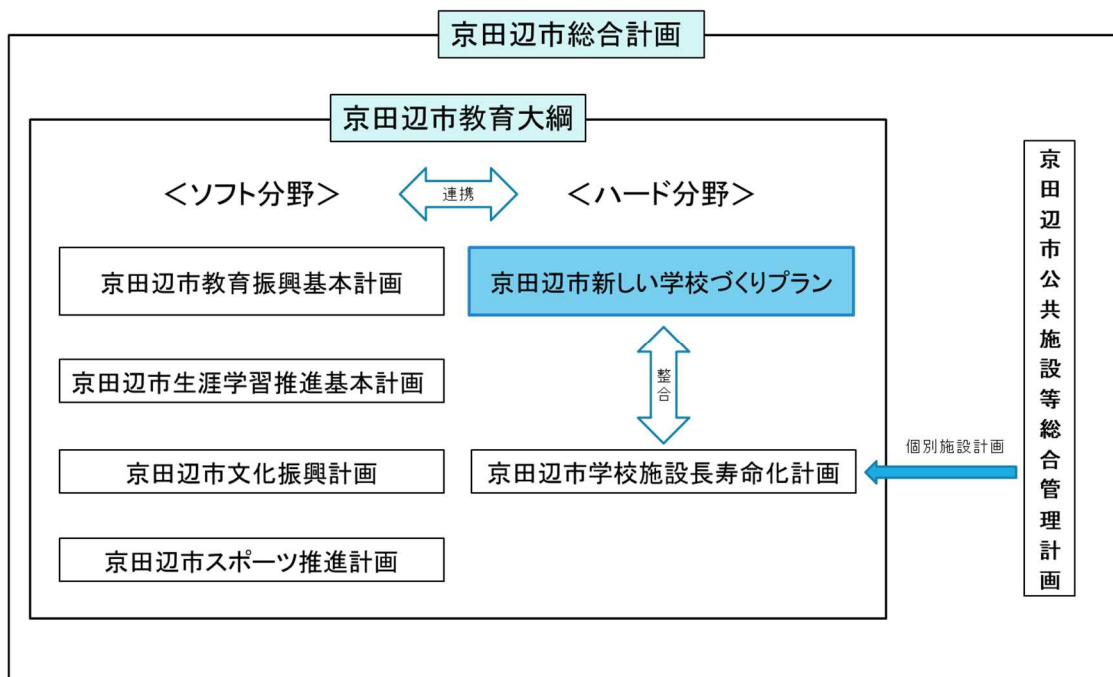 京田辺市総合計画
京田辺市教育大綱
＜ソフト分野＞
連携
＜ハード分野＞
京田辺市教育振興基本計画
京田辺市新しい学校づくりプラン
京田辺市生涯学習推進基本計画
整合
京田辺市文化振興計画
京田辺市学校施設長寿命化計画
京田辺市スポーツ推進計画
個別施設計画
京田辺市公共施設等総合管理計画